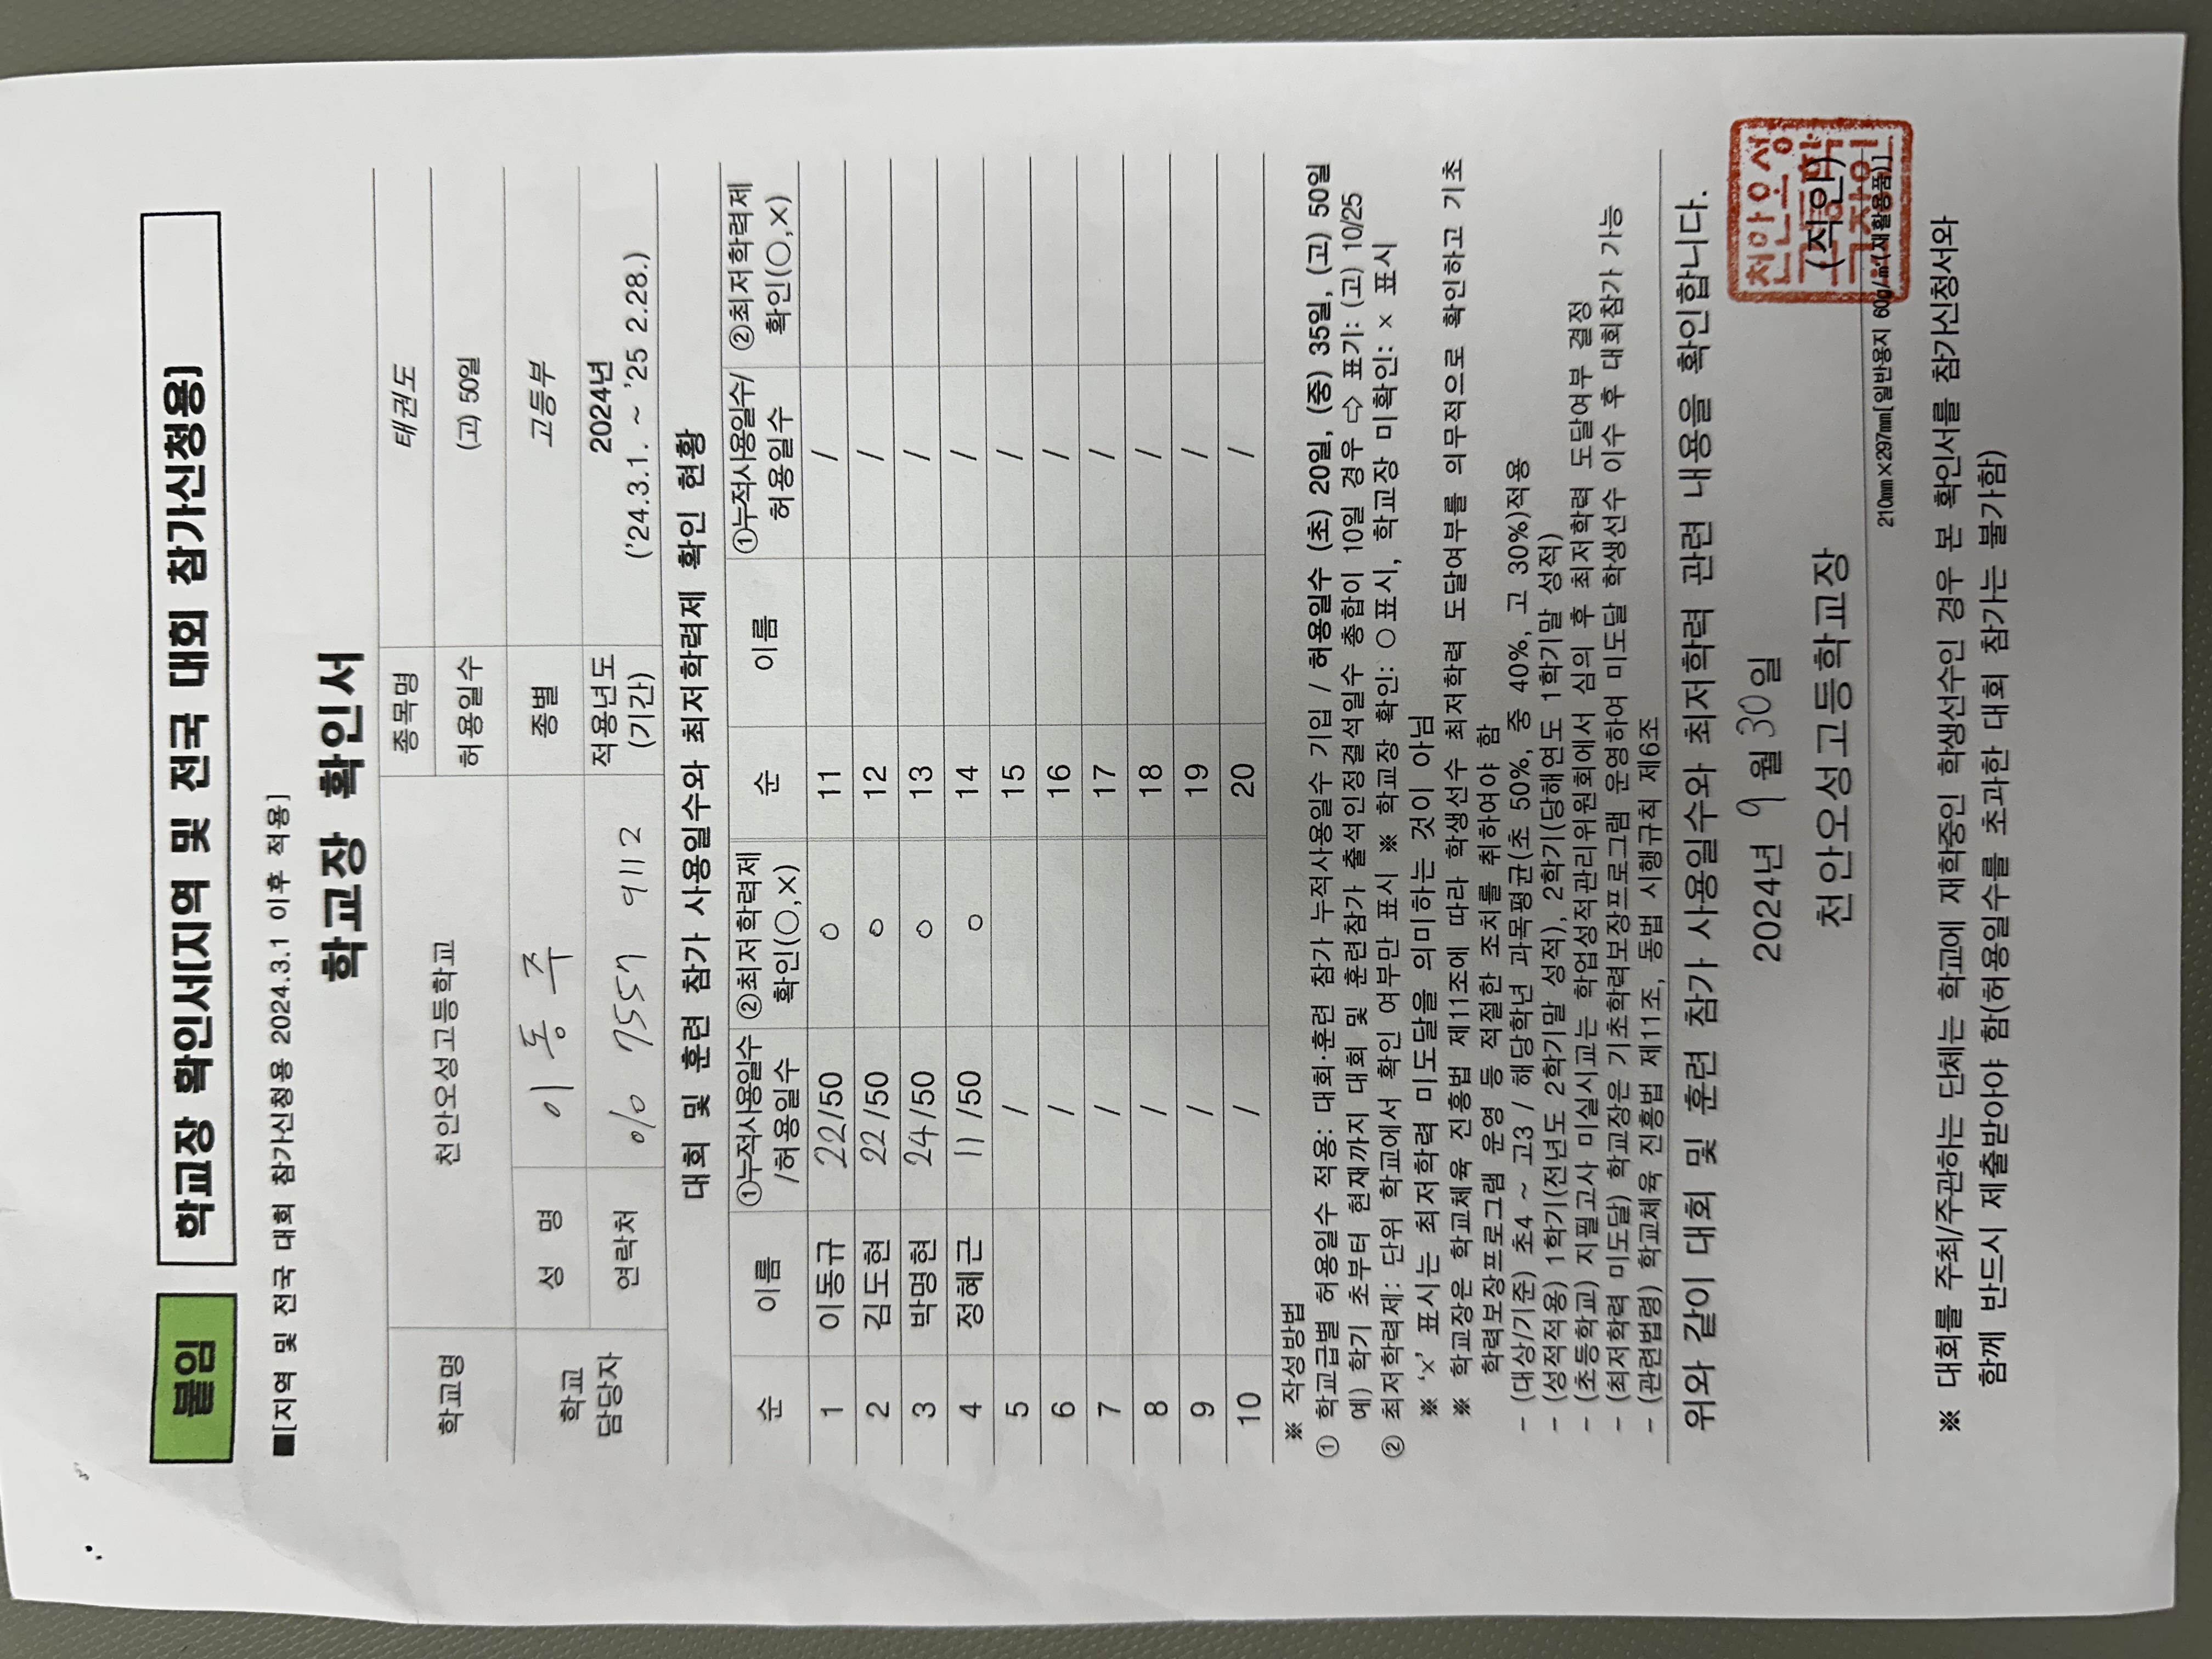 붙임 학교장 확인서(지역 및 전국 대회 참가신청용)
■[지역 및 전국 대회 참가신청용 2024.3.1 이후 적용]
학교장 확인서
학교명 천안오성고등학교 종목명 태권도
허용일수 (고) 50일
학교 담당자 성 명 이동주 종별 고등부
연락처 010 7557 9112 적용년도 (기간) 2024년 ('24.3.1. ~ '25 2.28.)
대회 및 훈련 참가 사용일수와 최저학력제 확인 현황
순 이름 ①누적사용일수/허용일수 ②최저학력제 확인(○,×) 순 이름 ①누적사용일수/허용일수 ②최저학력제 확인(○,×)
1 이동규 22/50 ○ 11 /
2 김도현 22/50 ○ 12 /
3 박명현 24/50 ○ 13 /
4 정혜근 11/50 ○ 14 /
5 / 15 /
6 / 16 /
7 / 17 /
8 / 18 /
9 / 19 /
10 / 20 /
※ 작성방법
① 학교급별 허용일수 적용: 대회·훈련 참가 누적사용일수 기입 / 허용일수 (초) 20일, (중) 35일, (고) 50일
예) 학기 초부터 현재까지 대회 및 훈련참가 출석인정결석일수 총합이 10일 경우 ⇨ 표기: (고) 10/25
② 최저학력제: 단위 학교에서 확인 여부만 표시 ※ 학교장 확인: ○표시, 학교장 미확인: × 표시
※ '×' 표시는 최저학력 미도달을 의미하는 것이 아님
※ 학교장은 학교체육 진흥법 제11조에 따라 학생선수 최저학력 도달여부를 의무적으로 확인하고 기초
학력보장프로그램 운영 등 적절한 조치를 취하여야 함
- (대상/기준) 초4 ~ 고3 / 해당학년 과목평균(초 50%, 중 40%, 고 30%)적용
- (성적적용) 1학기(전년도 2학기말 성적), 2학기(당해연도 1학기말 성적)
- (초등학교) 지필고사 미실시교는 학업성적관리위원회에서 심의 후 최저학력 도달여부 결정
- (최저학력 미도달) 학교장은 기초학력보장프로그램 운영하여 미도달 학생선수 이수 후 대회참가 가능
- (관련법령) 학교체육 진흥법 제11조, 동법 시행규칙 제6조
위와 같이 대회 및 훈련 참가 사용일수와 최저학력 관련 내용을 확인합니다.
2024년 9월 30일
천안오성고등학교장 (직인)
천안오성
고등학
교장인
210㎜×297㎜[일반용지 60g/㎡(재활용품)]
※ 대회를 주최/주관하는 단체는 학교에 재학중인 학생선수인 경우 본 확인서를 참가신청서와
함께 반드시 제출받아야 함(허용일수를 초과한 대회 참가는 불가함)